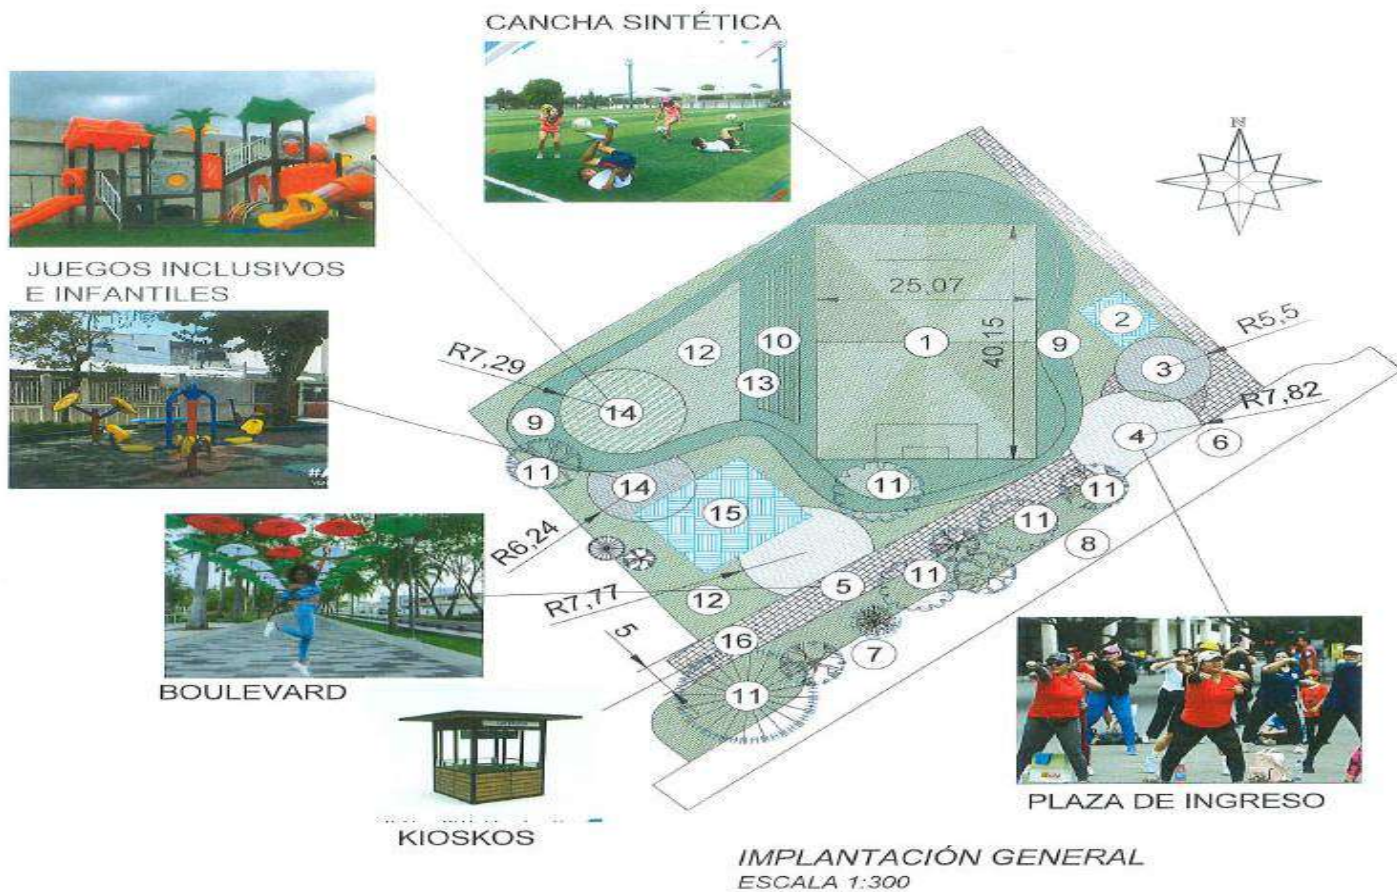 CANCHA SINTÉTICA
JUEGOS INCLUSIVOS
E INFANTILES
N
25,07
40,15
R5,5
R7,29
R7,82
R6,24
R7,77
5
1
2
3
4
5
6
7
8
9
9
10
11
11
11
11
11
11
12
12
13
14
14
15
16
BOULEVARD
KIOSKOS
PLAZA DE INGRESO
IMPLANTACIÓN GENERAL
ESCALA 1:300